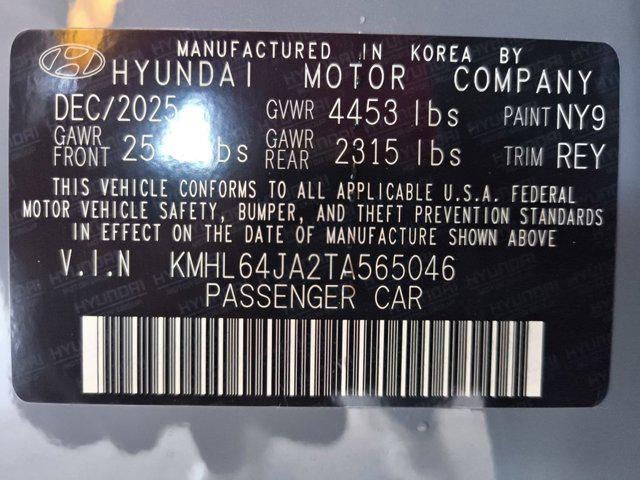 MANUFACTURED IN KOREA BY
HYUNDAI MOTOR COMPANY
DEC/2025 GVWR 4453 lbs PAINT NY9
GAWR FRONT GAWR REAR 2315 lbs TRIM REY
THIS VEHICLE CONFORMS TO ALL APPLICABLE U.S.A. FEDERAL
MOTOR VEHICLE SAFETY, BUMPER, AND THEFT PREVENTION STANDARDS
IN EFFECT ON THE DATE OF MANUFACTURE SHOWN ABOVE
V.I.N KMHL64JA2TA565046
PASSENGER CAR